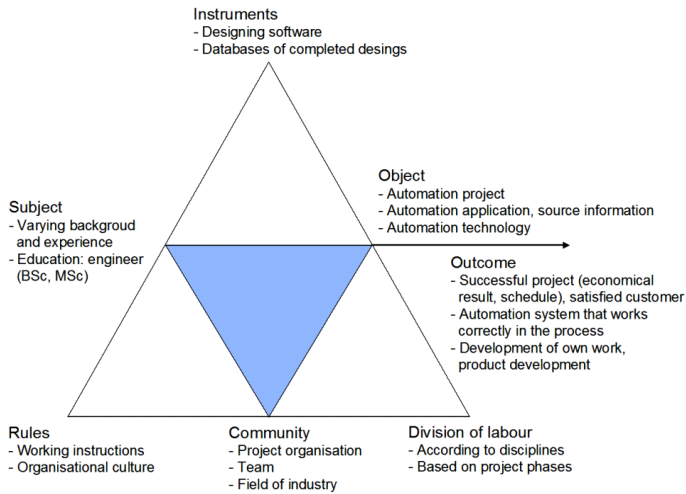 Instruments
- Designing software
- Databases of completed desings
Object
- Automation project
- Automation application, source information
- Automation technology
Subject
- Varying backgroud
and experience
- Education: engineer
(BSc, MSc)
Outcome
- Successful project (economical
result, schedule), satisfied customer
- Automation system that works
correctly in the process
- Development of own work,
product development
Rules
- Working instructions
- Organisational culture
Community
- Project organisation
- Team
- Field of industry
Division of labour
- According to disciplines
- Based on project phases